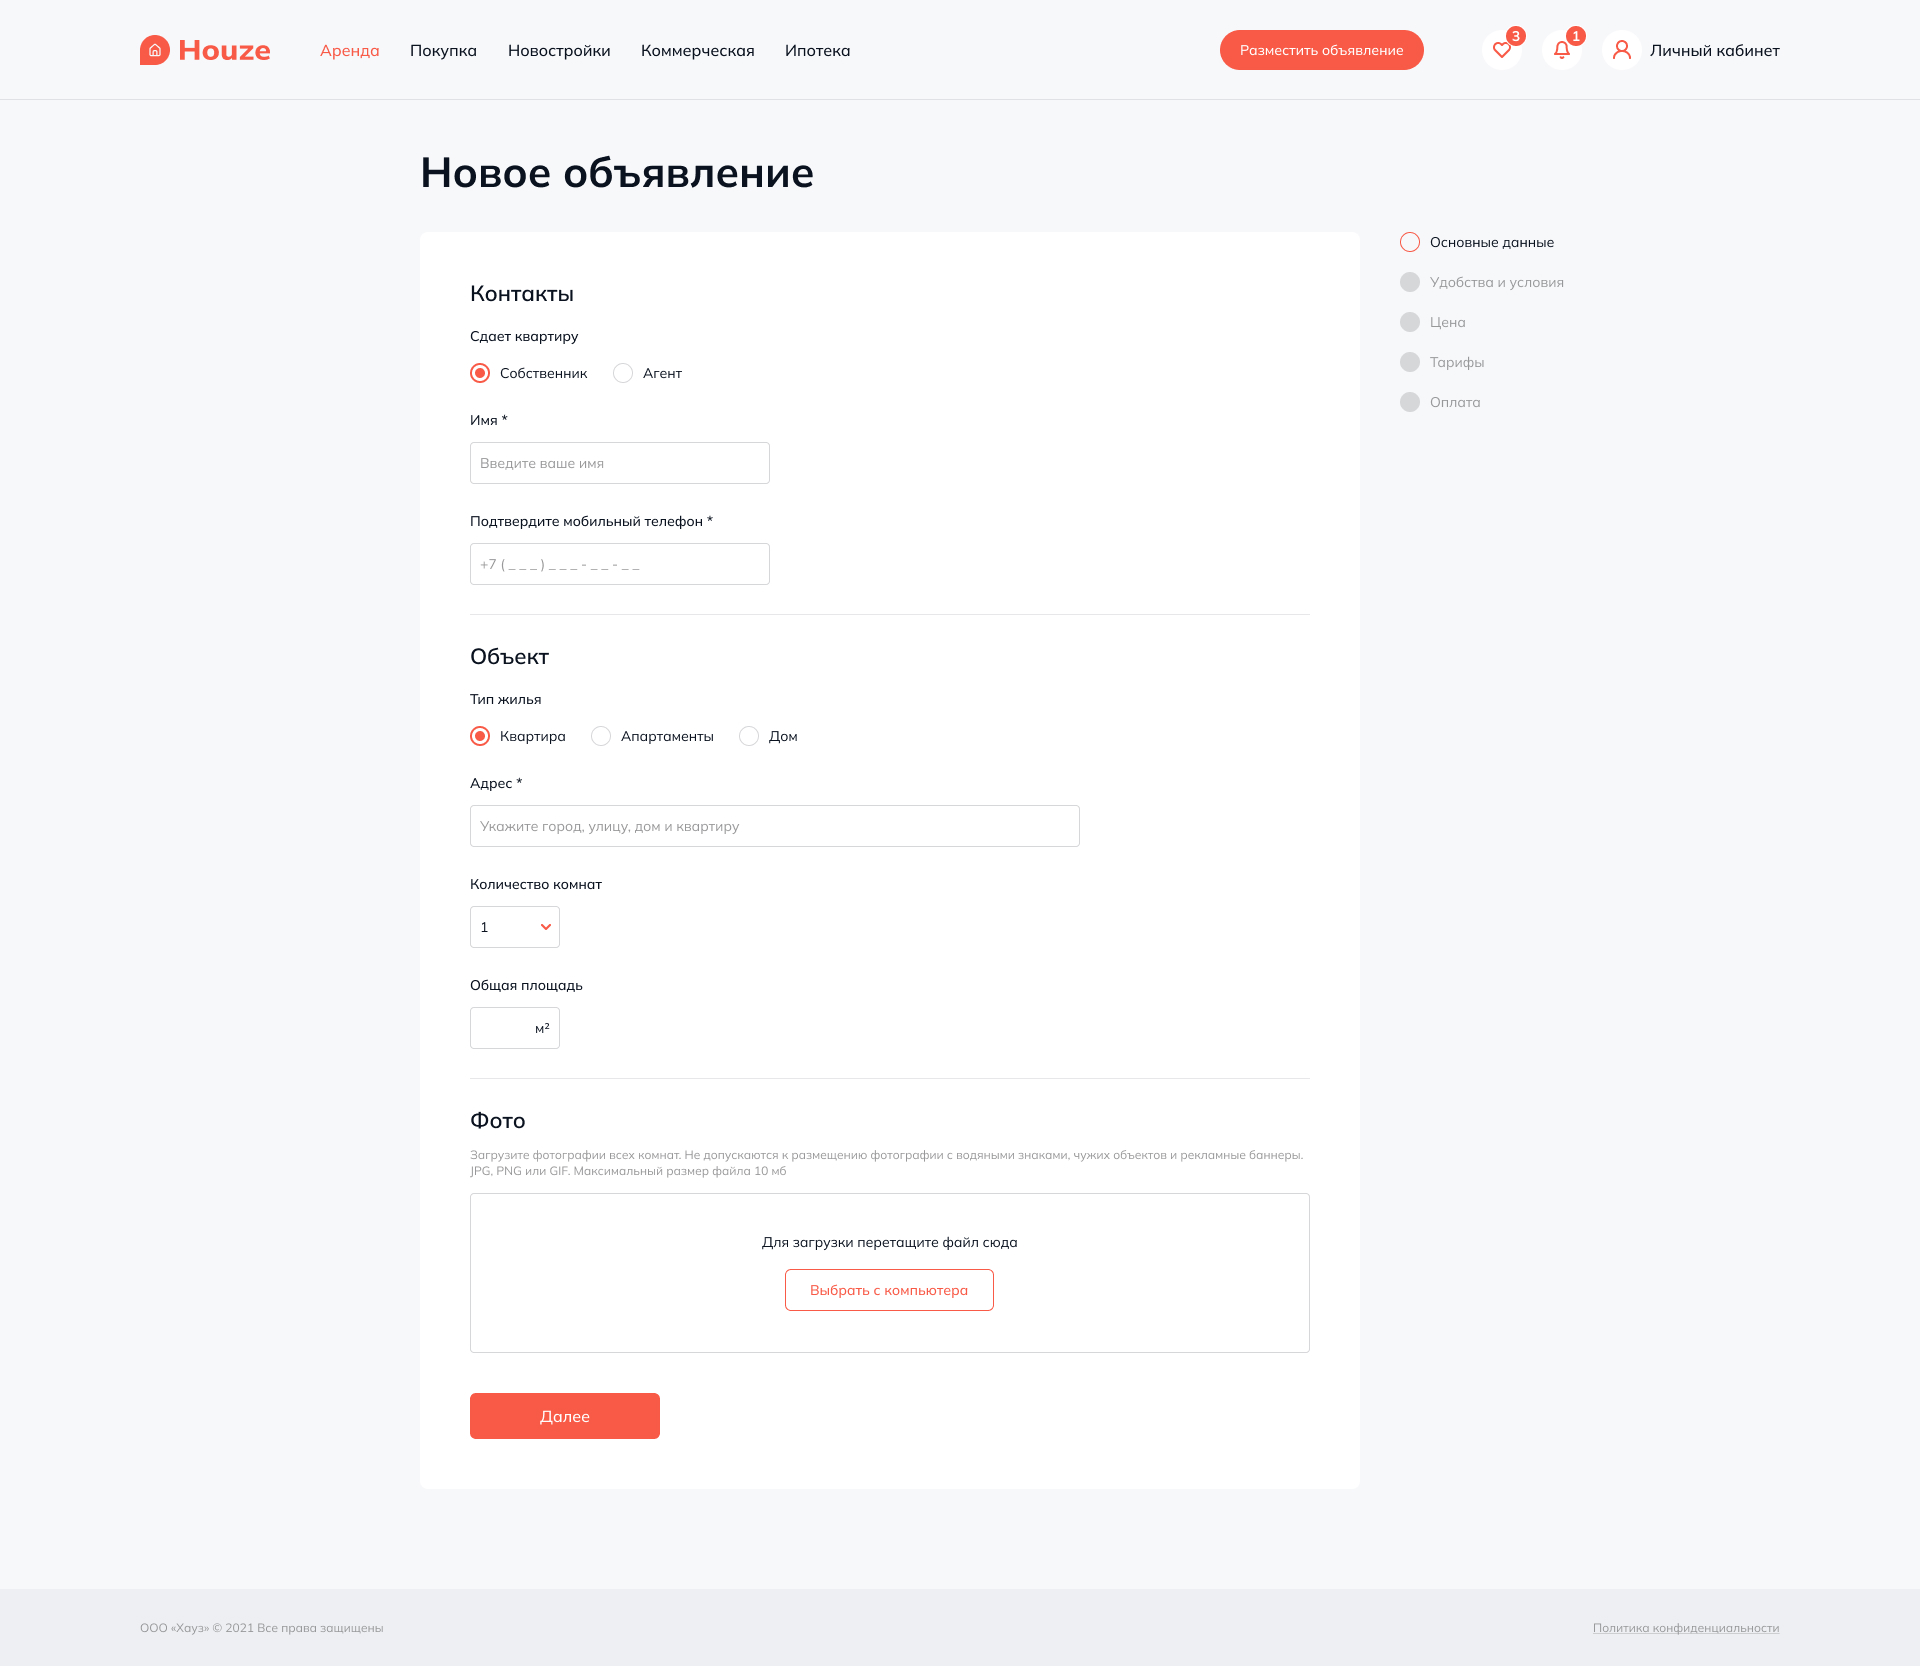 Houze
Аренда
Покупка
Новостройки
Коммерческая
Ипотека
Разместить объявление
3
1
Личный кабинет
Новое объявление
Контакты
Сдает квартиру
Собственник
Агент
Имя *
Введите ваше имя
Подтвердите мобильный телефон *
+7 ( _ _ _ ) _ _ _ - _ _ - _ _
Объект
Тип жилья
Квартира
Апартаменты
Дом
Адрес *
Укажите город, улицу, дом и квартиру
Количество комнат
1
Общая площадь
м²
Фото
Загрузите фотографии всех комнат. Не допускаются к размещению фотографии с водяными знаками, чужих объектов и рекламные баннеры.
JPG, PNG или GIF. Максимальный размер файла 10 мб
Для загрузки перетащите файл сюда
Выбрать с компьютера
Далее
Основные данные
Удобства и условия
Цена
Тарифы
Оплата
ООО «Хауз» © 2021 Все права защищены
Политика конфиденциальности